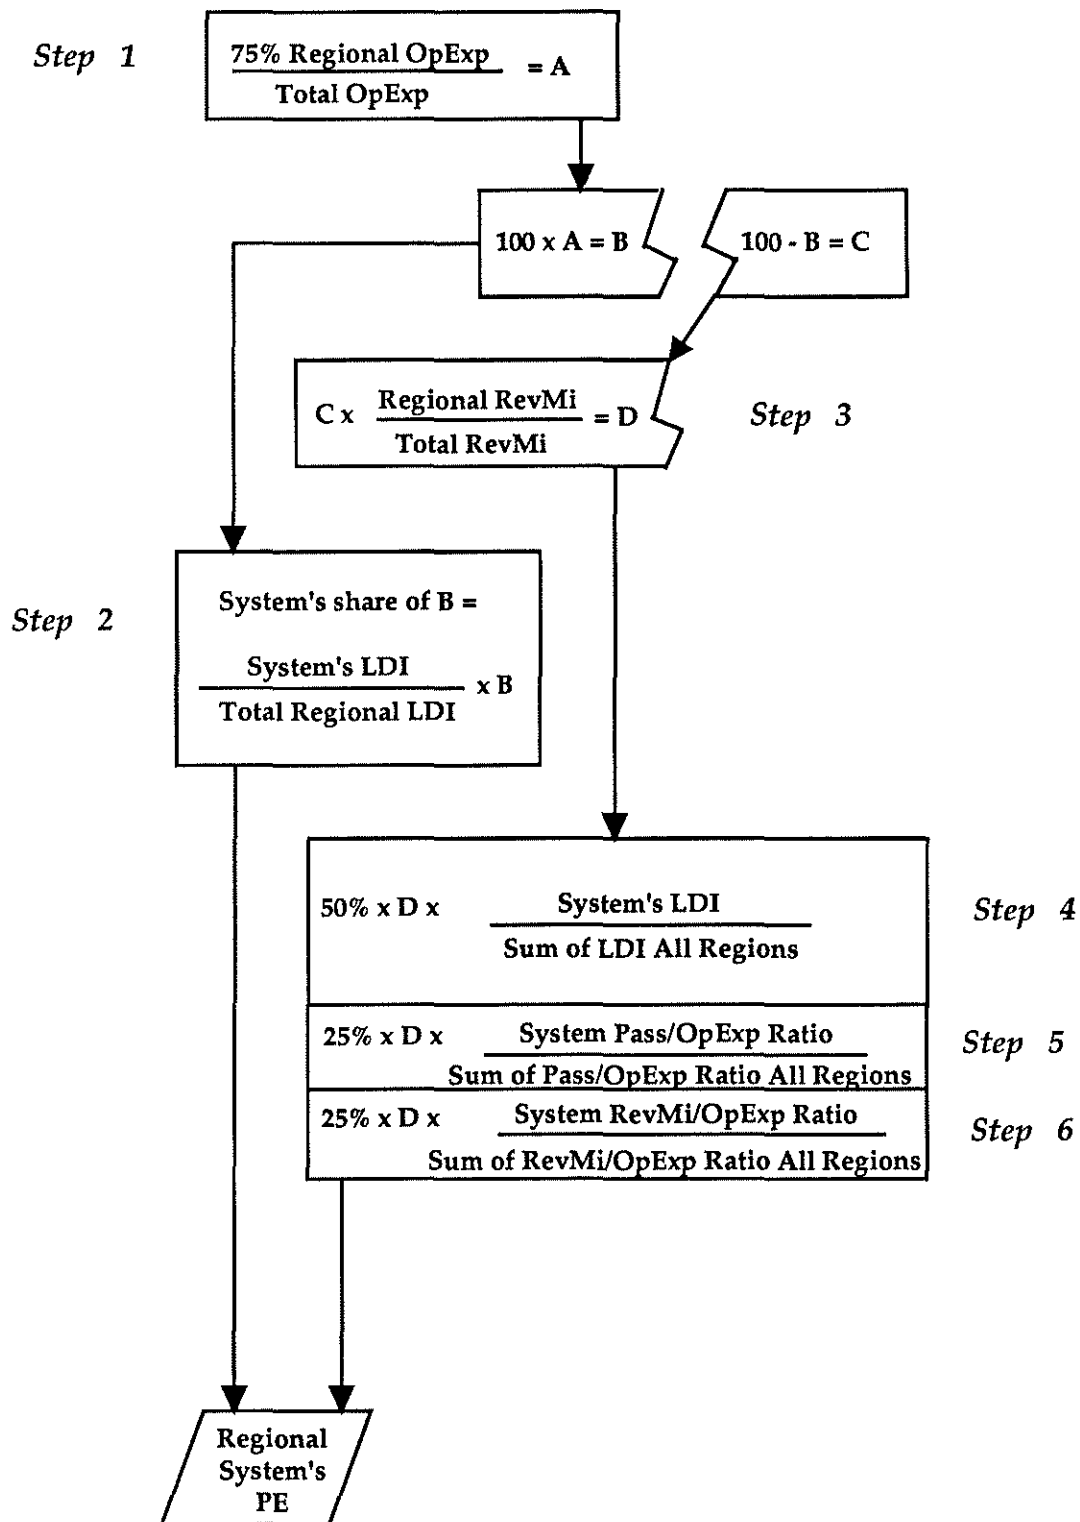 Step 1
75% Regional OpExp
Total OpExp
= A
100 x A = B
100 - B = C
C x
Regional RevMi
Total RevMi
= D
Step 3
Step 2
System's share of B =
System's LDI
Total Regional LDI
x B
50% x D x
System's LDI
Sum of LDI All Regions
Step 4
25% x D x
System Pass/OpExp Ratio
Sum of Pass/OpExp Ratio All Regions
Step 5
25% x D x
System RevMi/OpExp Ratio
Sum of RevMi/OpExp Ratio All Regions
Step 6
Regional
System's
PE